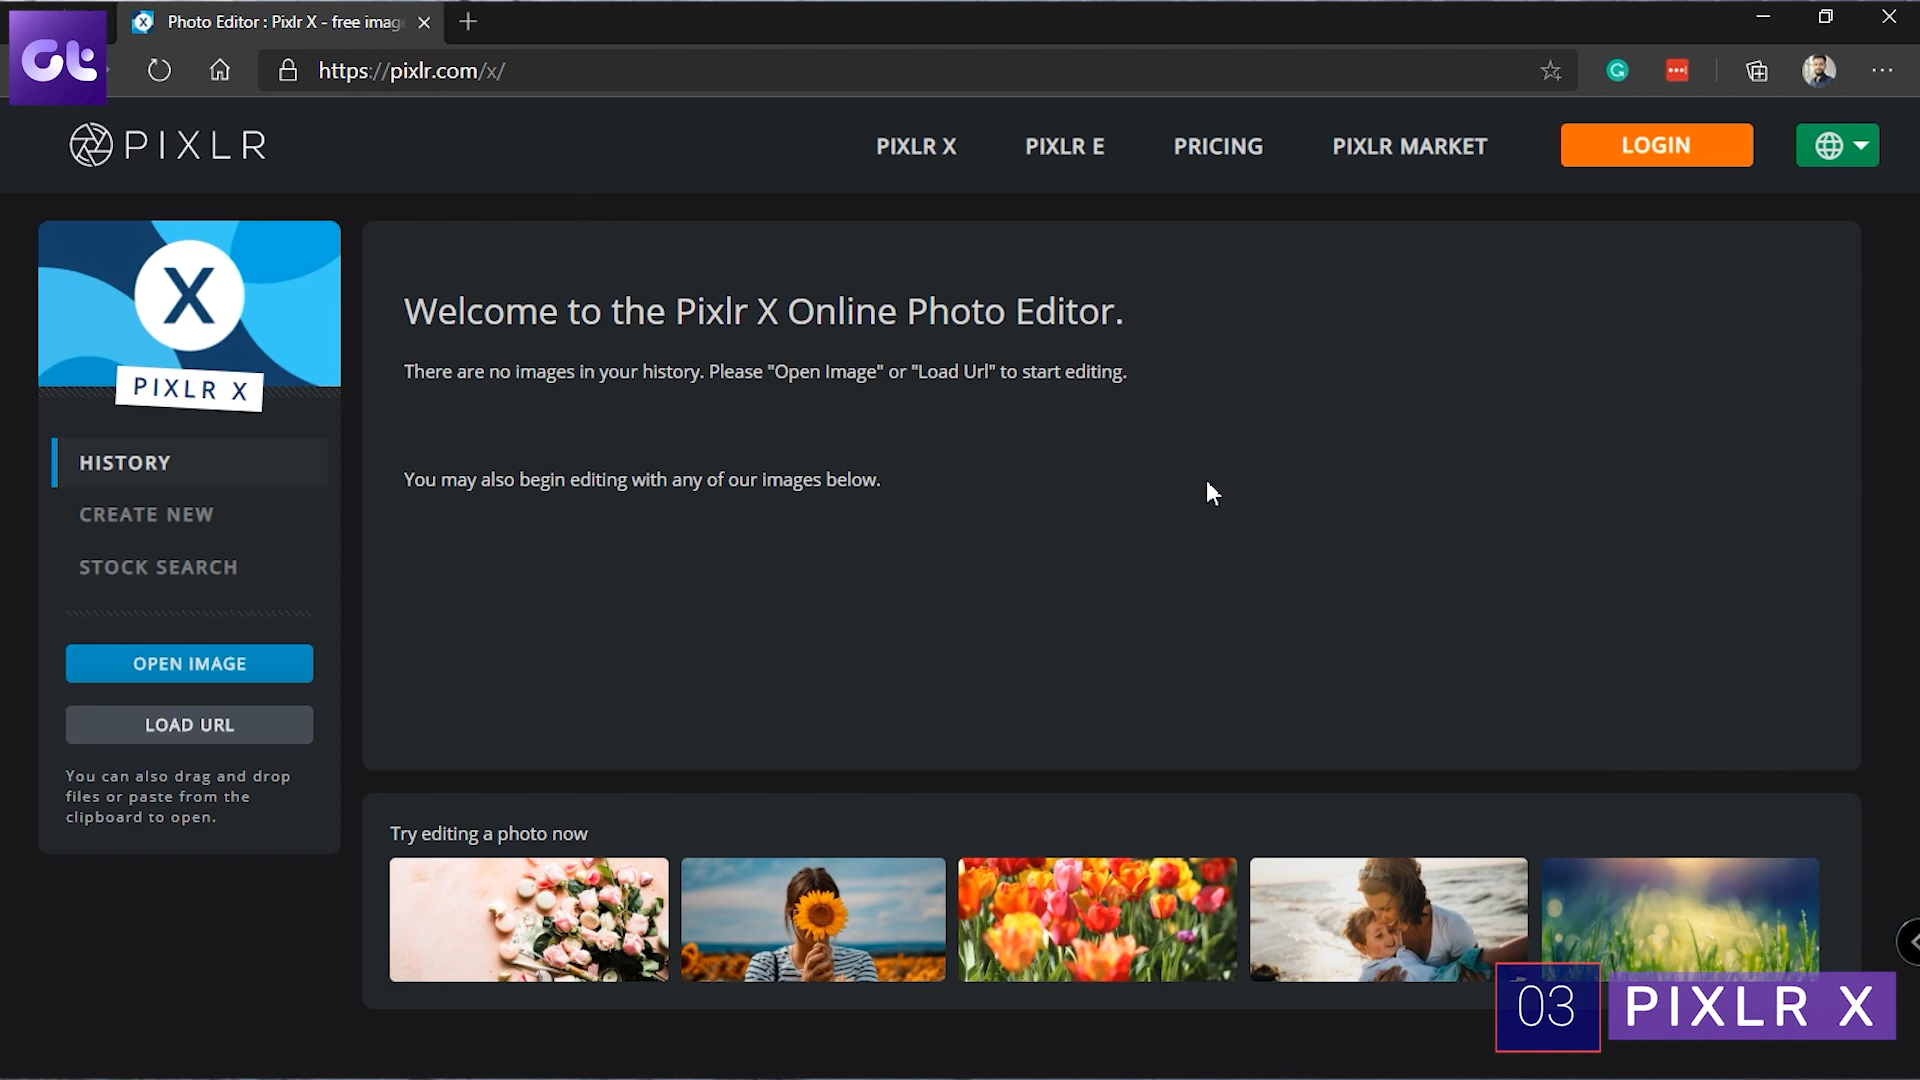 Gt
Photo Editor : Pixlr X - free imag
https://pixlr.com/x/
PIXLR
PIXLR X
PIXLR E
PRICING
PIXLR MARKET
LOGIN
X
PIXLR X
HISTORY
CREATE NEW
STOCK SEARCH
OPEN IMAGE
LOAD URL
You can also drag and drop
files or paste from the
clipboard to open.
Welcome to the Pixlr X Online Photo Editor.
There are no images in your history. Please "Open Image" or "Load Url" to start editing.
You may also begin editing with any of our images below.
Try editing a photo now
03
PIXLR X